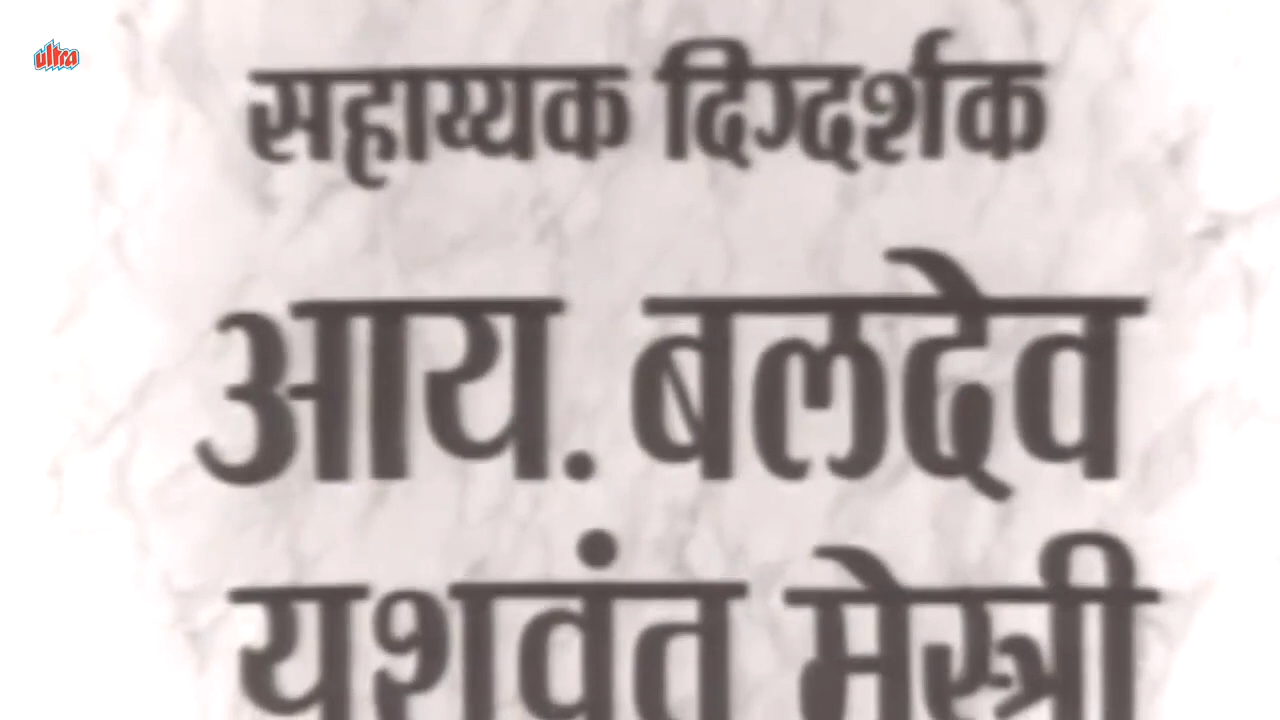 ultra
सहाय्यक दिग्दर्शक
आय. बलदेव
यशवंत मेस्त्री